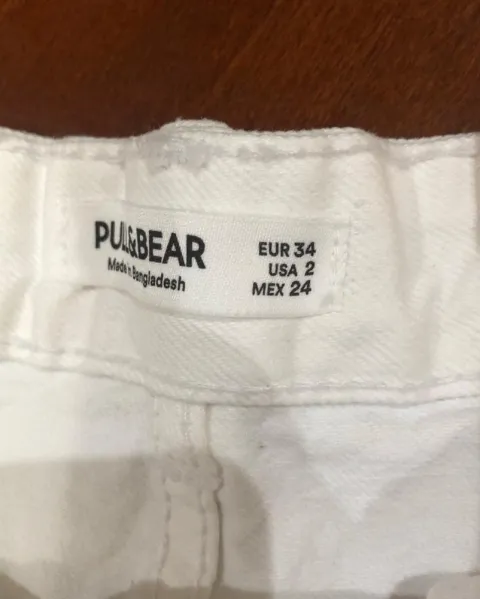 PULL&BEAR
Made in Bangladesh
EUR 34
USA 2
MEX 24